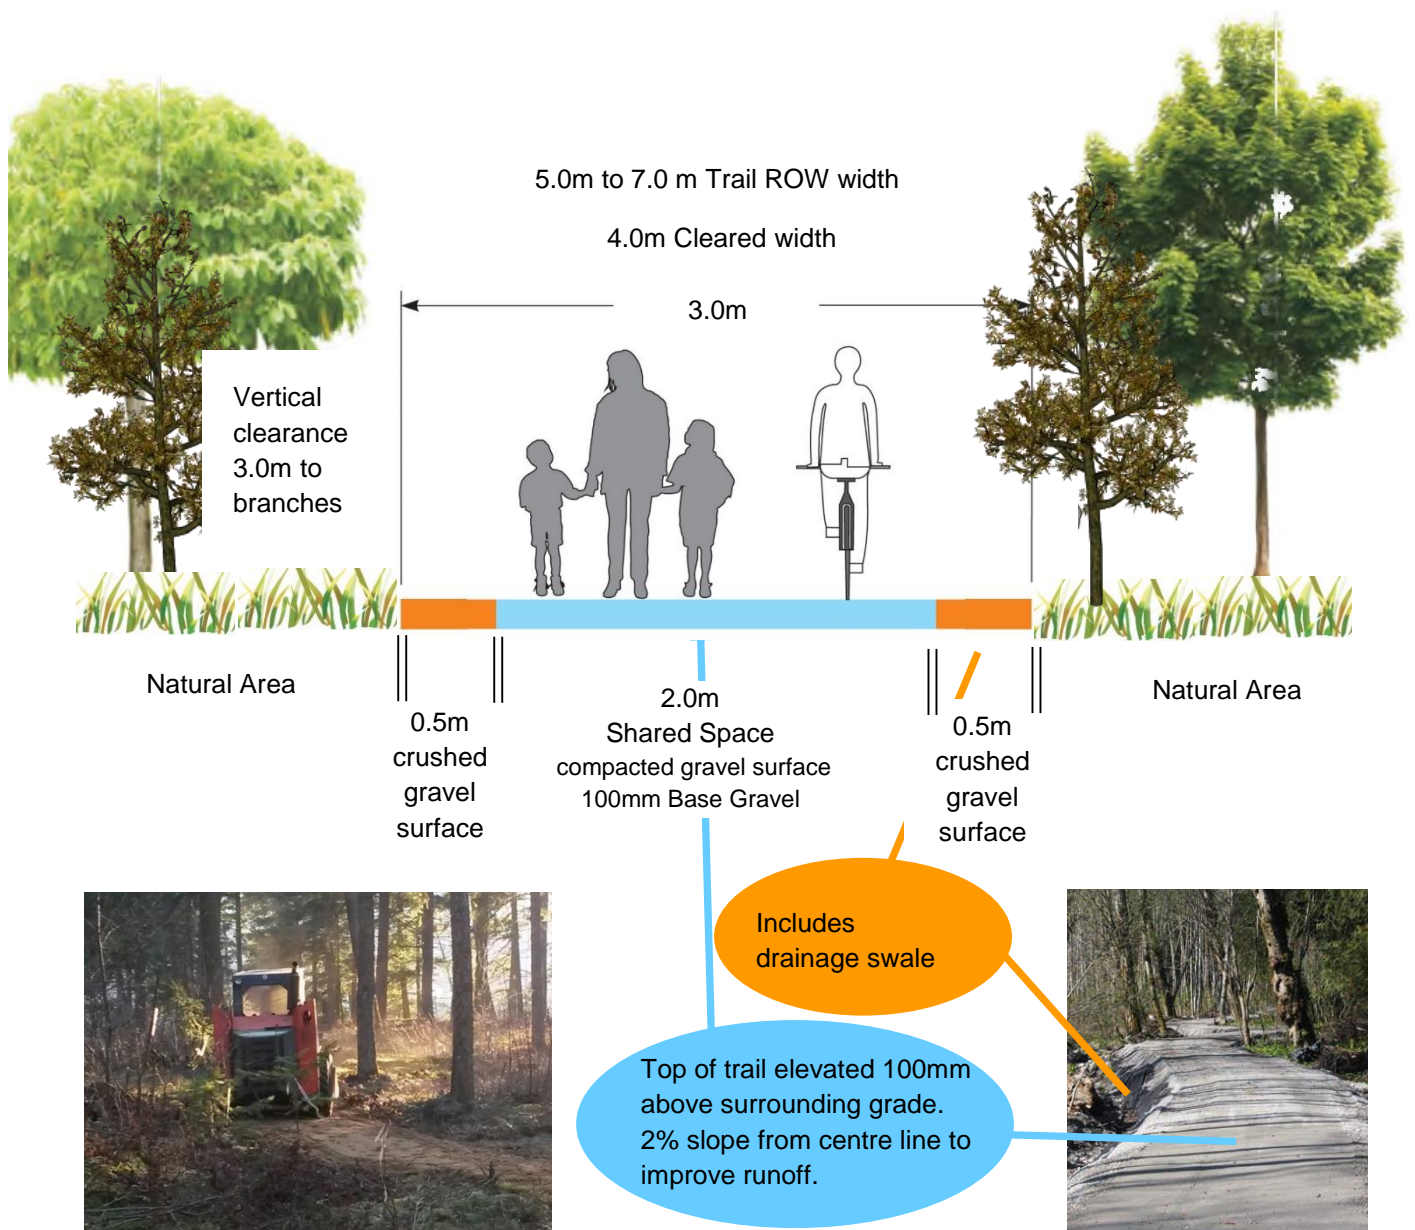 5.0m to 7.0 m Trail ROW width
4.0m Cleared width
3.0m
Vertical
clearance
3.0m to
branches
Natural Area
Natural Area
0.5m
crushed
gravel
surface
2.0m
Shared Space
compacted gravel surface
100mm Base Gravel
0.5m
crushed
gravel
surface
Includes
drainage swale
Top of trail elevated 100mm
above surrounding grade.
2% slope from centre line to
improve runoff.